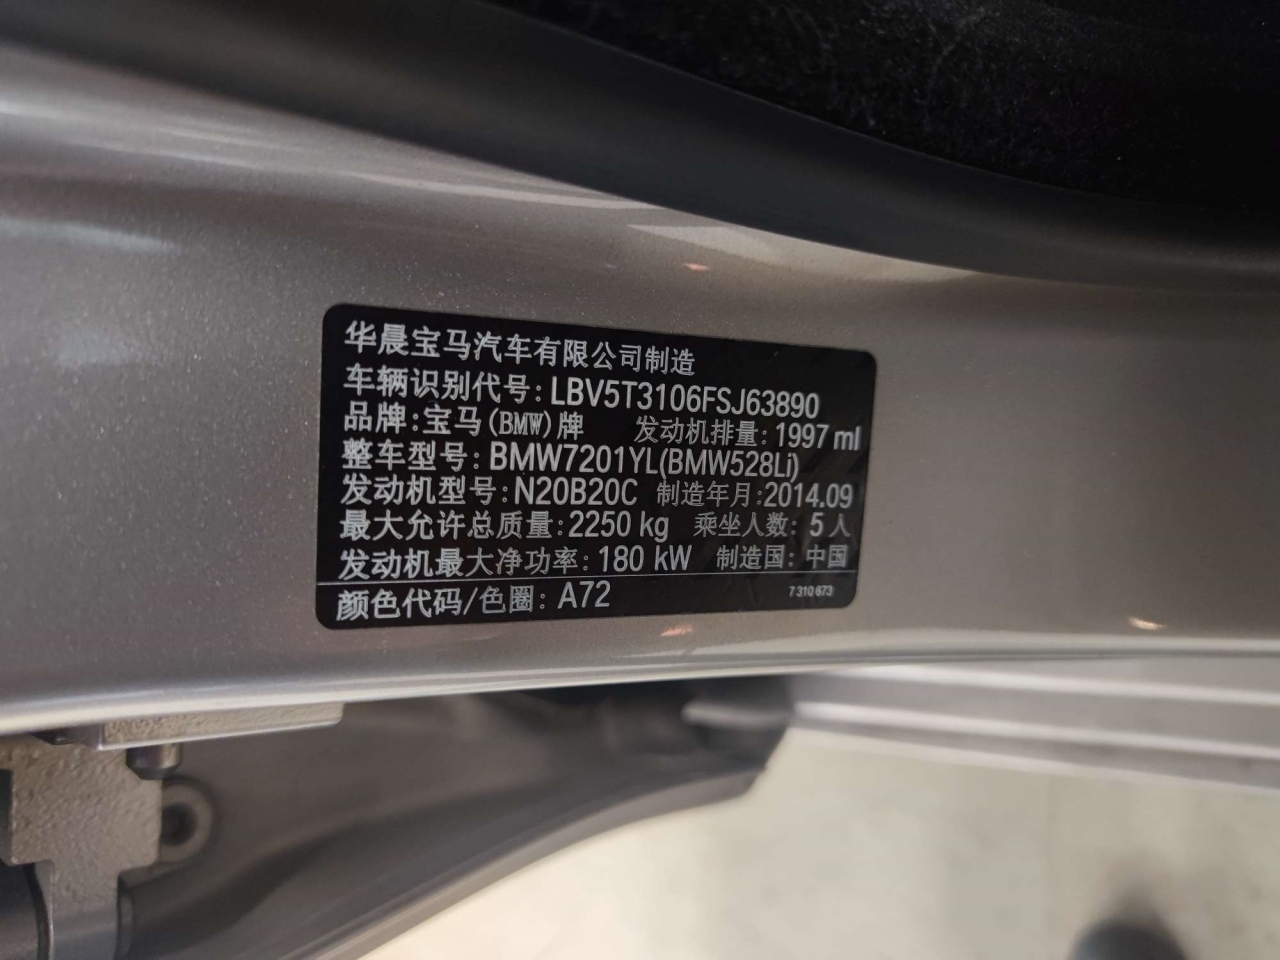 华晨宝马汽车有限公司制造
车辆识别代号: LBV5T3106FSJ63890
品牌: 宝马(BMW)牌 发动机排量: 1997 ml
整车型号: BMW7201YL(BMW528Li)
发动机型号: N20B20C 制造年月: 2014.09
最大允许总质量: 2250 kg 乘坐人数: 5 人
发动机最大净功率: 180 kW 制造国: 中国
颜色代码/色圈: A72 7 310 673